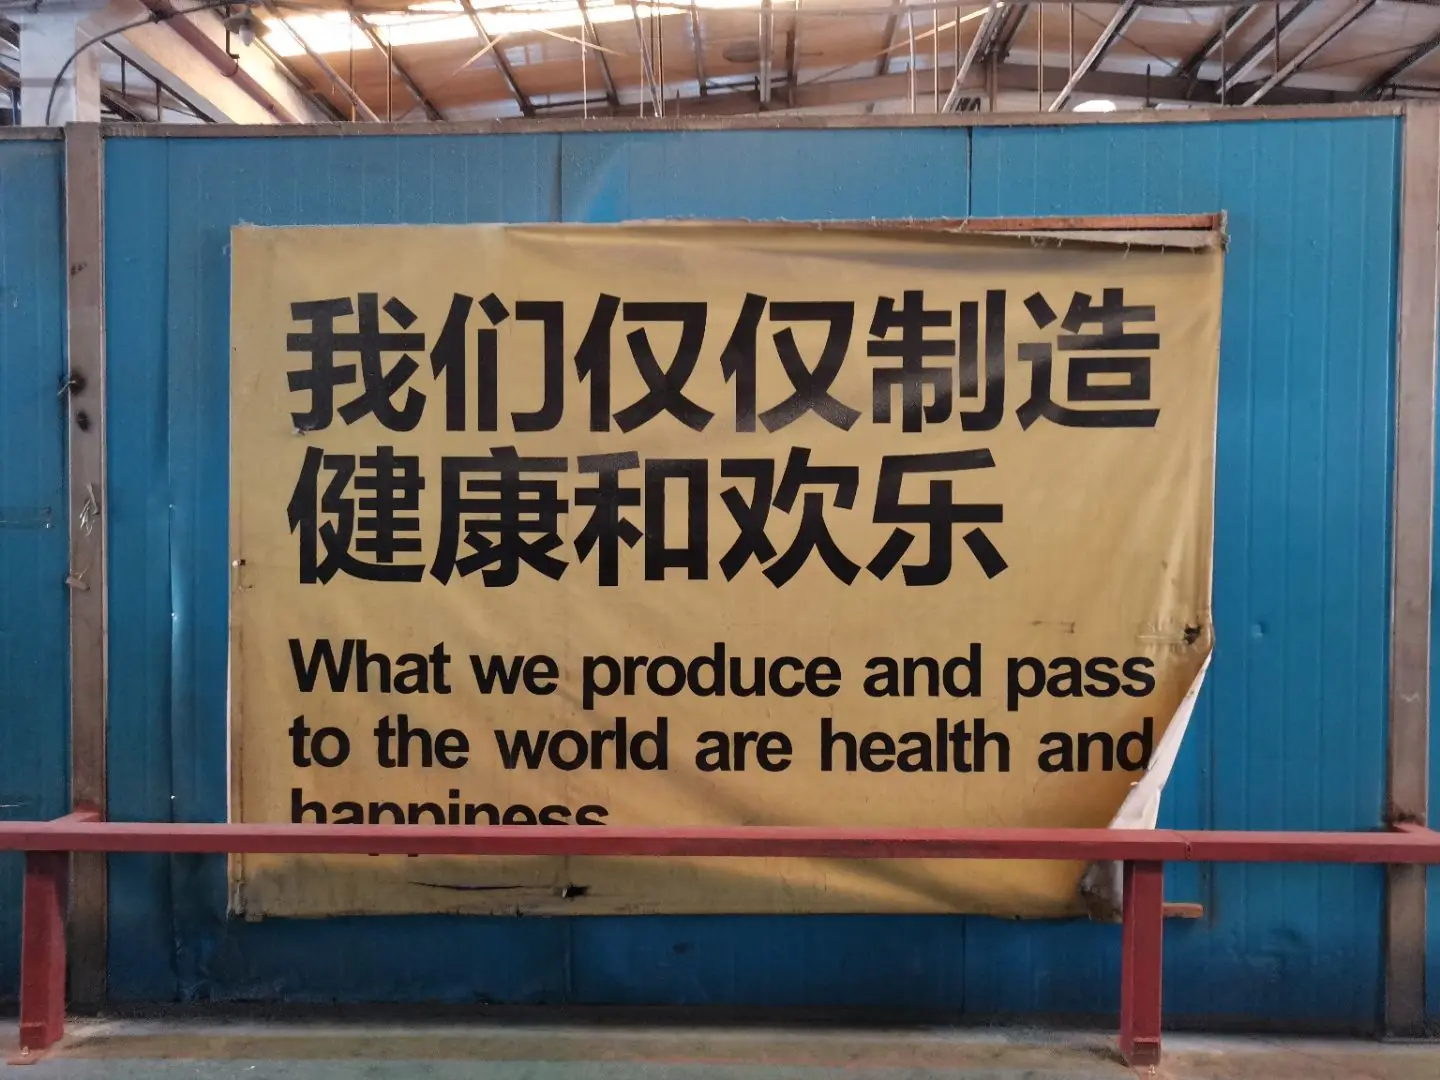 我们仅仅制造
健康和欢乐
What we produce and pass
to the world are health and
happiness